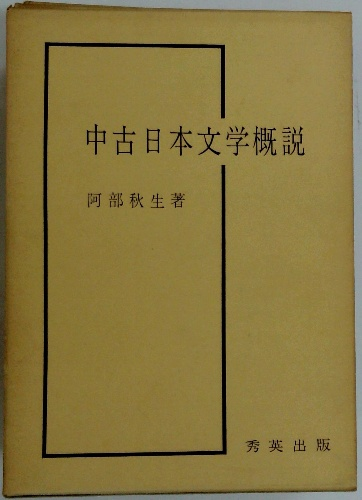 中古日本文学概説
阿部秋生著
秀英出版